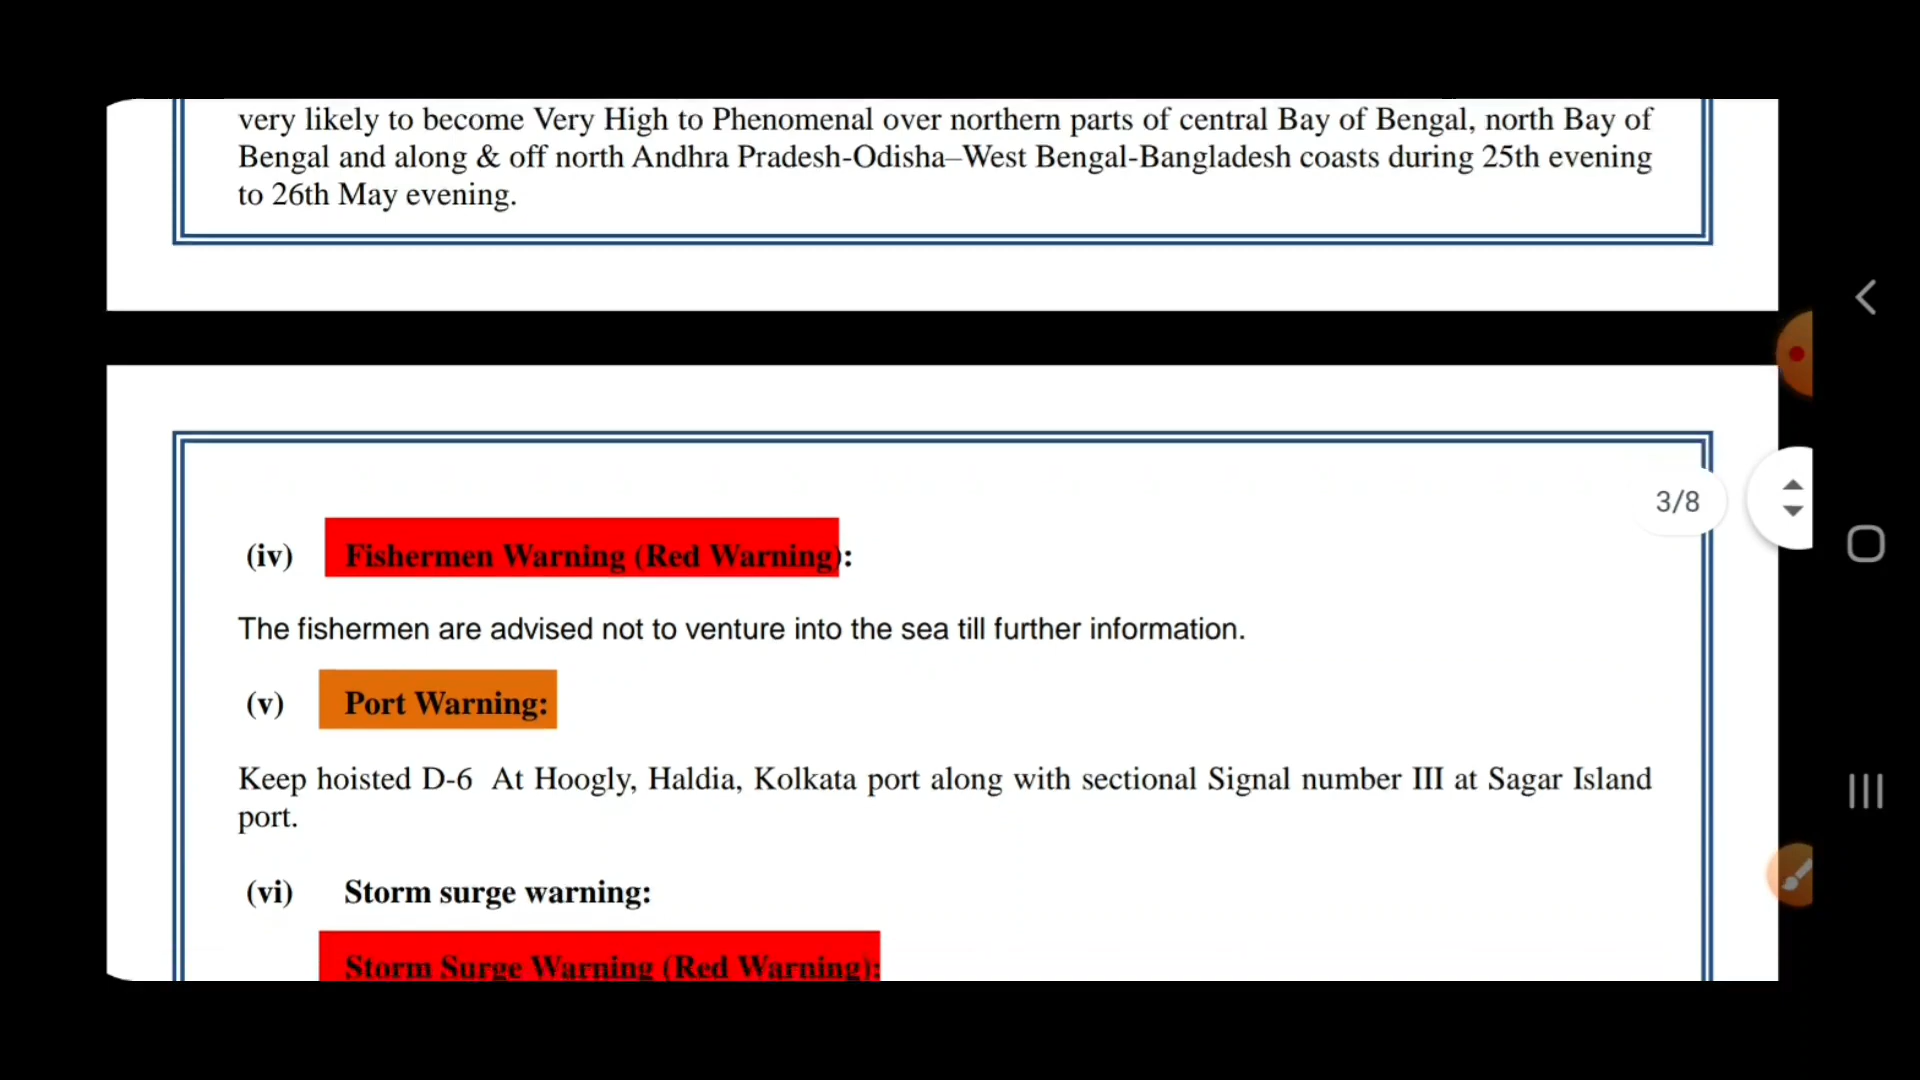 very likely to become Very High to Phenomenal over northern parts of central Bay of Bengal, north Bay of
Bengal and along & off north Andhra Pradesh-Odisha–West Bengal-Bangladesh coasts during 25th evening
to 26th May evening.
3/8
(iv) Fishermen Warning (Red Warning):
The fishermen are advised not to venture into the sea till further information.
(v) Port Warning:
Keep hoisted D-6 At Hoogly, Haldia, Kolkata port along with sectional Signal number III at Sagar Island
port.
(vi) Storm surge warning:
Storm Surge Warning (Red Warning):